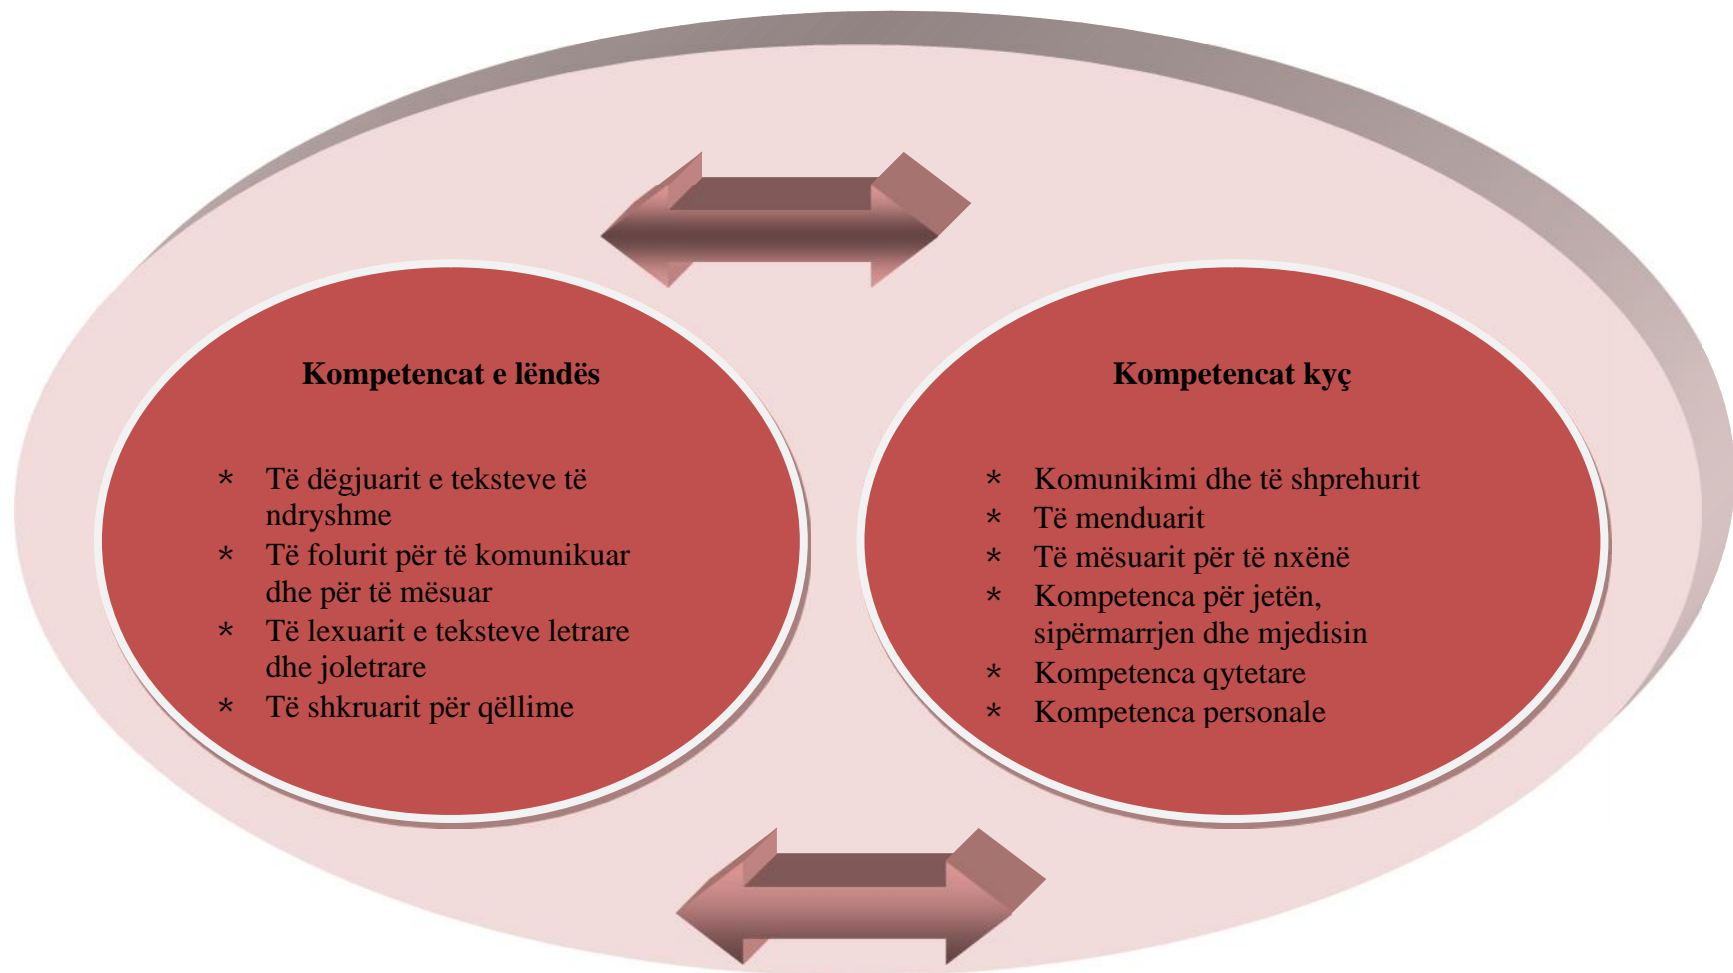 Kompetencat e lëndës
* Të dëgjuarit e teksteve të
ndryshme
* Të folurit për të komunikuar
dhe për të mësuar
* Të lexuarit e teksteve letrare
dhe joletrare
* Të shkruarit për qëllime
Kompetencat kyç
* Komunikimi dhe të shprehurit
* Të menduarit
* Të mësuarit për të nxënë
* Kompetenca për jetën,
sipërmarrjen dhe mjedisin
* Kompetenca qytetare
* Kompetenca personale